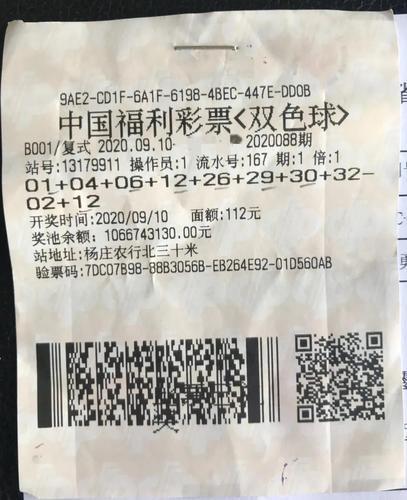 9AE2-CD1F-6A1F-6198-4BEC-447E-DD0B
中国福利彩票<双色球>
B001/复式 2020.09.10- 2020088期
站号:13179911 操作员:1 流水号:167 期:1 倍:1
01+04+06+12+26+29+30+32-
02+12
开奖时间:2020/09/10 面额:112元
奖池余额: 1066743130.00元
站地址:杨庄农行北三十米
验票码:7DC07B98-88B3056B-EB264E92-01D560AB